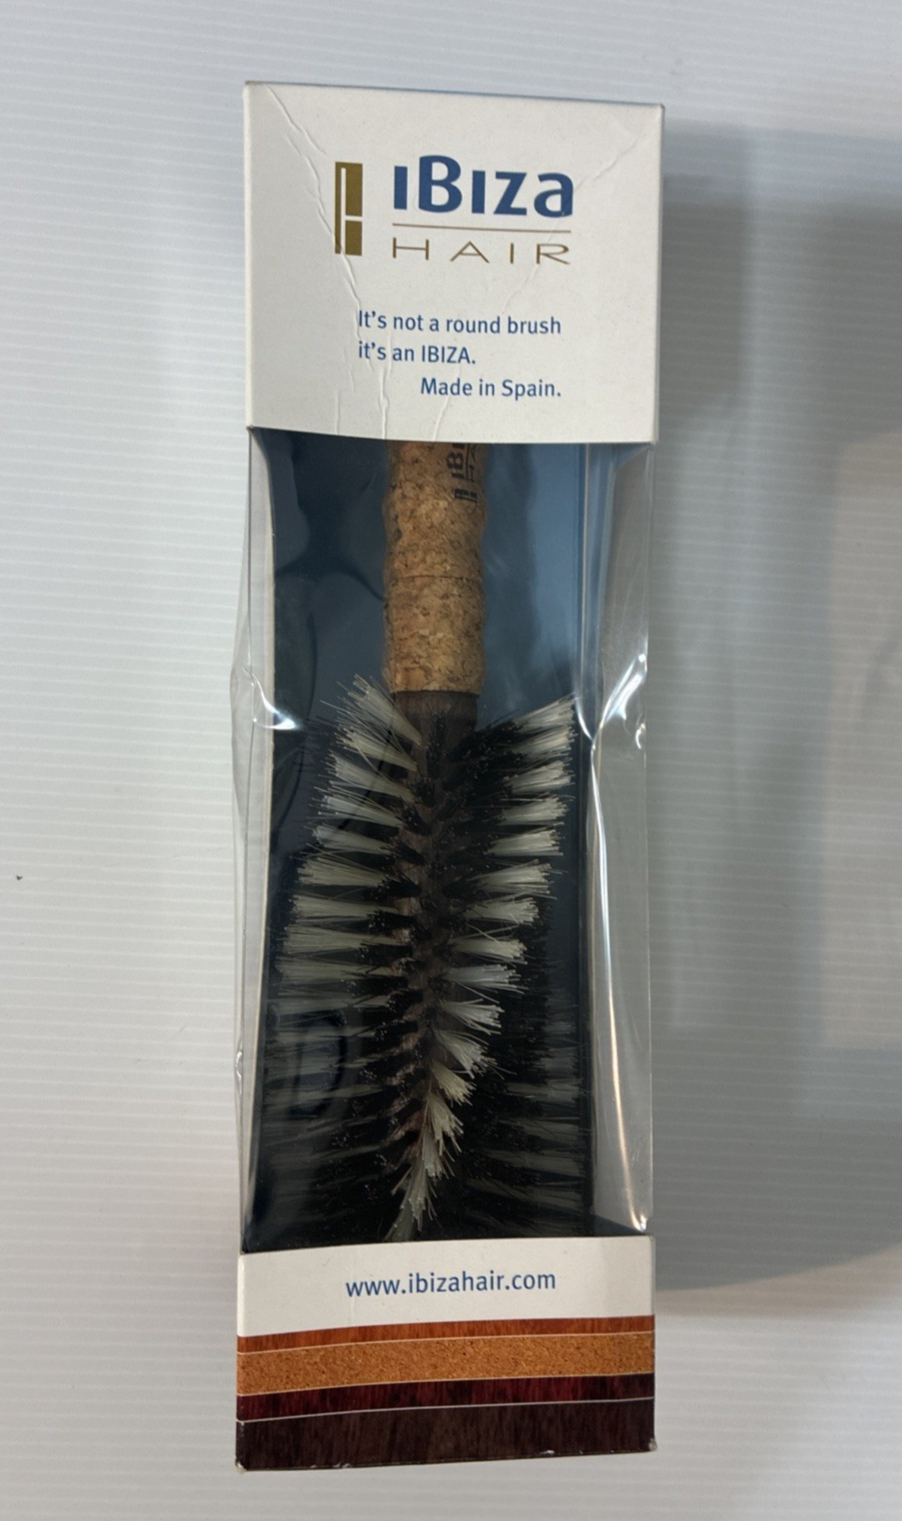 iBiza
HAIR
It's not a round brush
it's an IBIZA.
Made in Spain.
www.ibizahair.com